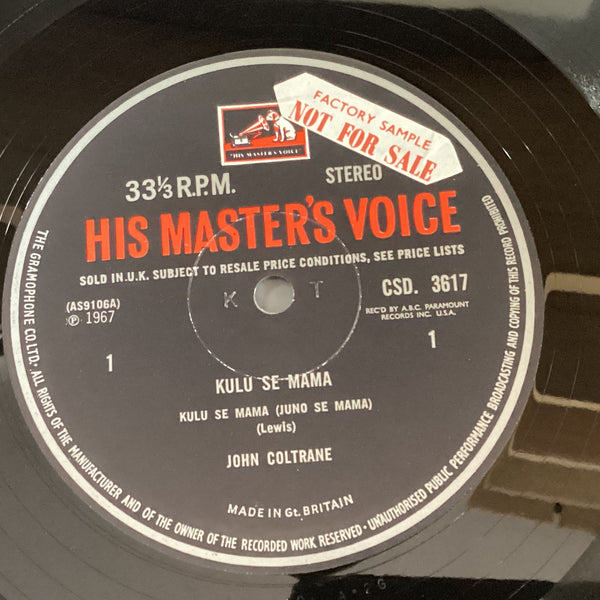 FACTORY SAMPLE
NOT FOR SALE
"HIS MASTER'S VOICE"
33⅓ R.P.M.
STEREO
HIS MASTER'S VOICE
SOLD IN U.K. SUBJECT TO RESALE PRICE CONDITIONS, SEE PRICE LISTS
(AS9106A)
Ⓟ 1967
K T
CSD. 3617
REC'D BY A.B.C. PARAMOUNT
RECORDS INC. U.S.A.
1
1
KULU SE MAMA
KULU SE MAMA (JUNO SE MAMA)
(Lewis)
JOHN COLTRANE
MADE IN Gt. BRITAIN
THE GRAMOPHONE CO. LTD. · ALL RIGHTS OF THE MANUFACTURER AND OF THE OWNER OF THE RECORDED WORK RESERVED · UNAUTHORISED PUBLIC PERFORMANCE BROADCASTING AND COPYING OF THIS RECORD PROHIBITED